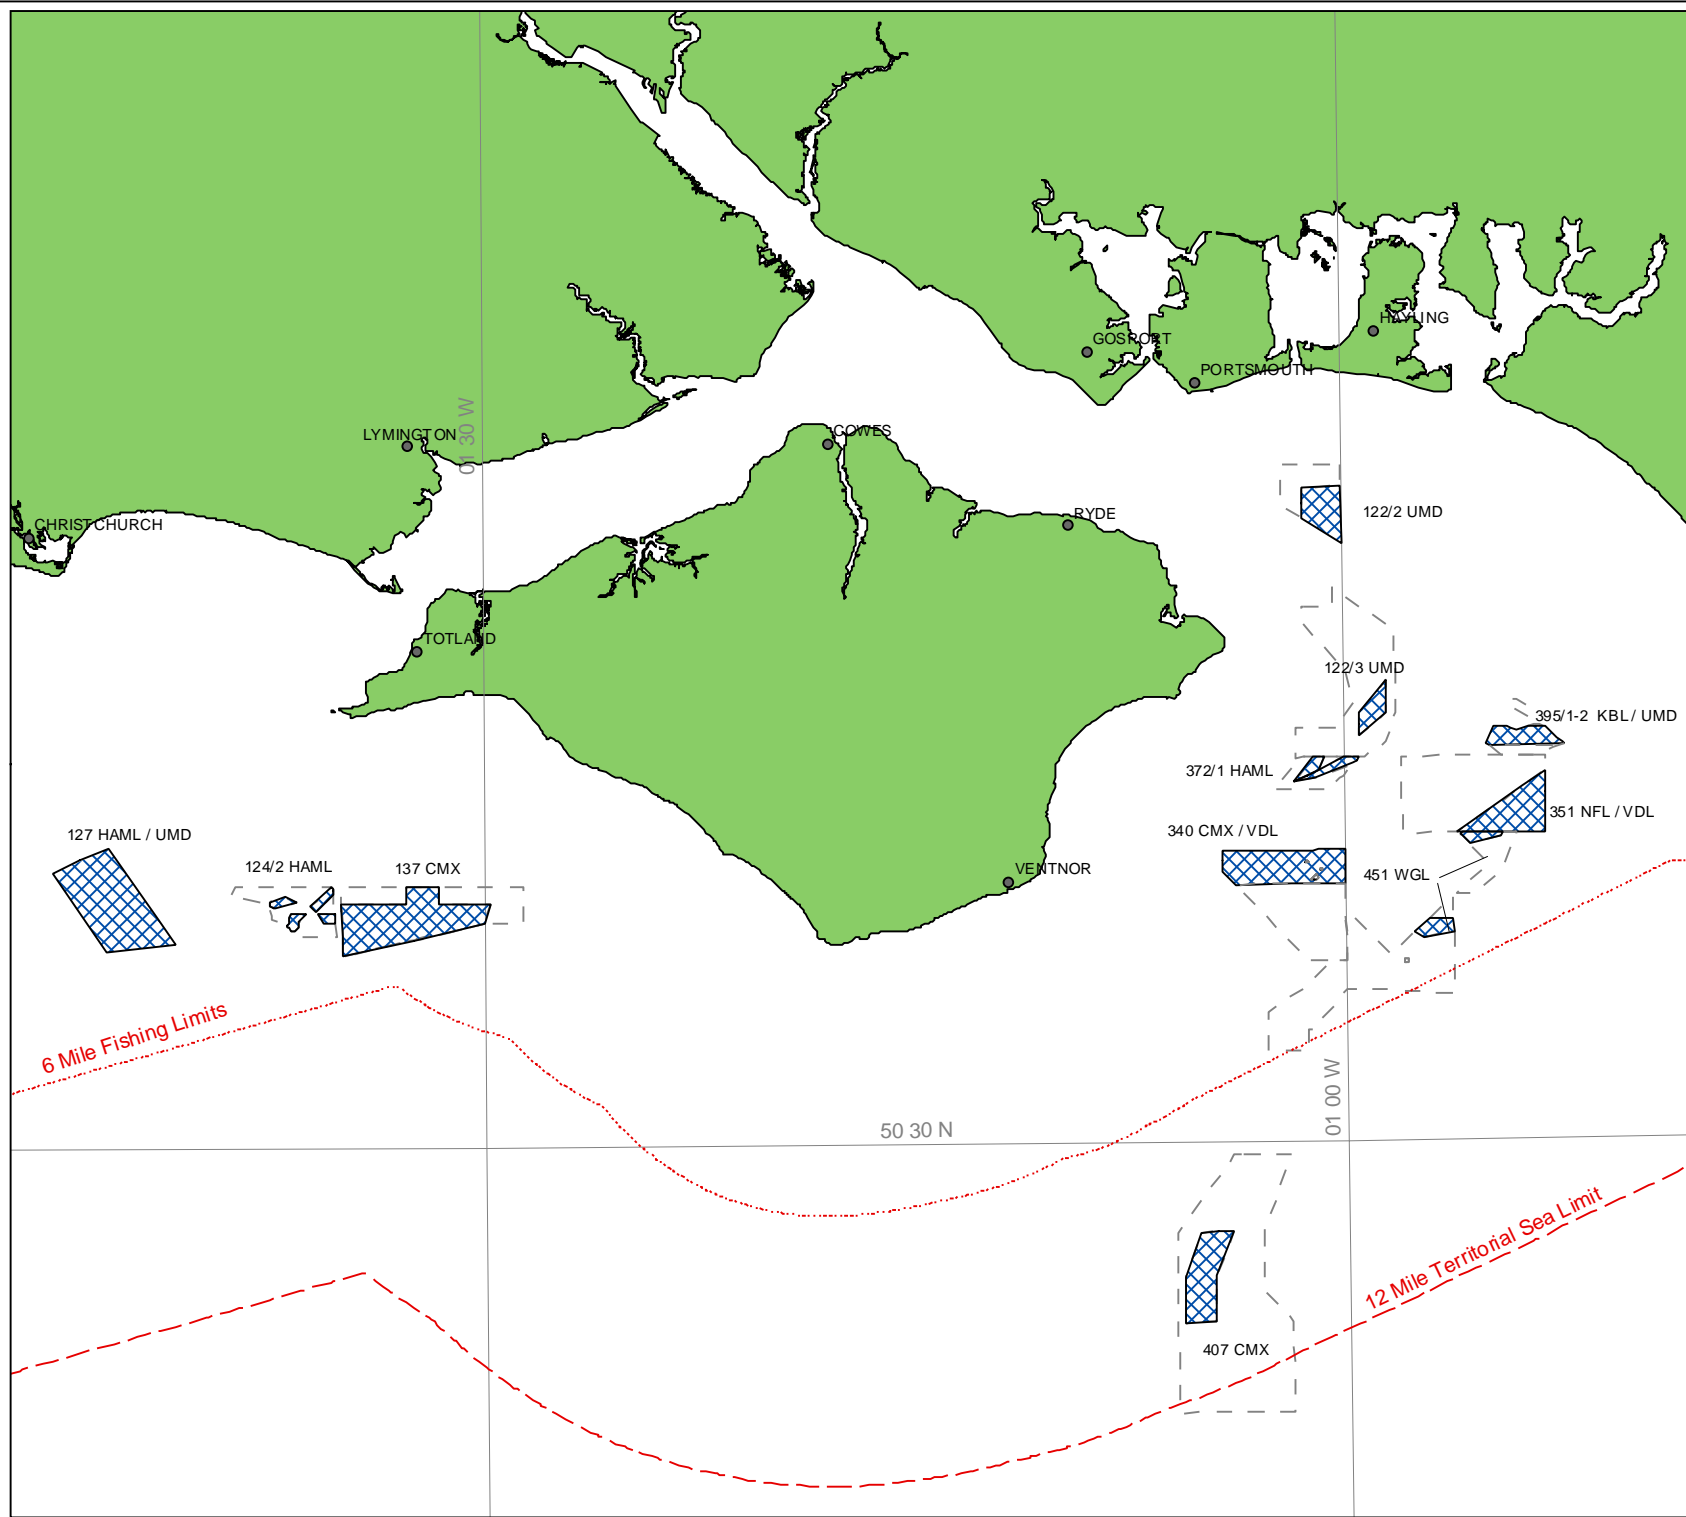 HAYLING
GOSPORT
PORTSMOUTH
01 30 W
LYMINGTON
COWES
CHRISTCHURCH
RYDE
122/2 UMD
TOTLAND
122/3 UMD
395/1-2 KBL / UMD
372/1 HAML
351 NFL / VDL
127 HAML / UMD
340 CMX / VDL
124/2 HAML
137 CMX
VENTNOR
451 WGL
6 Mile Fishing Limits
01 00 W
50 30 N
12 Mile Territorial Sea Limit
407 CMX